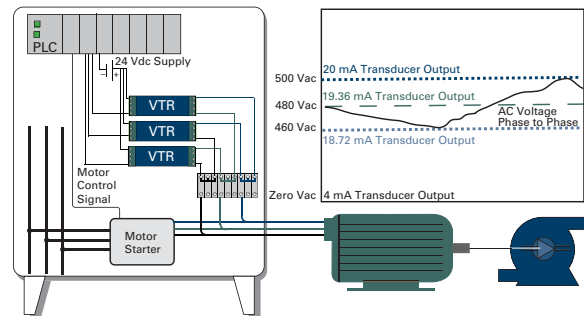 PLC
24 Vdc Supply
– +
VTR
VTR
VTR
Motor
Control
Signal
Motor
Starter
500 Vac
20 mA Transducer Output
19.36 mA Transducer Output
480 Vac
AC Voltage
Phase to Phase
460 Vac
18.72 mA Transducer Output
Zero Vac
4 mA Transducer Output